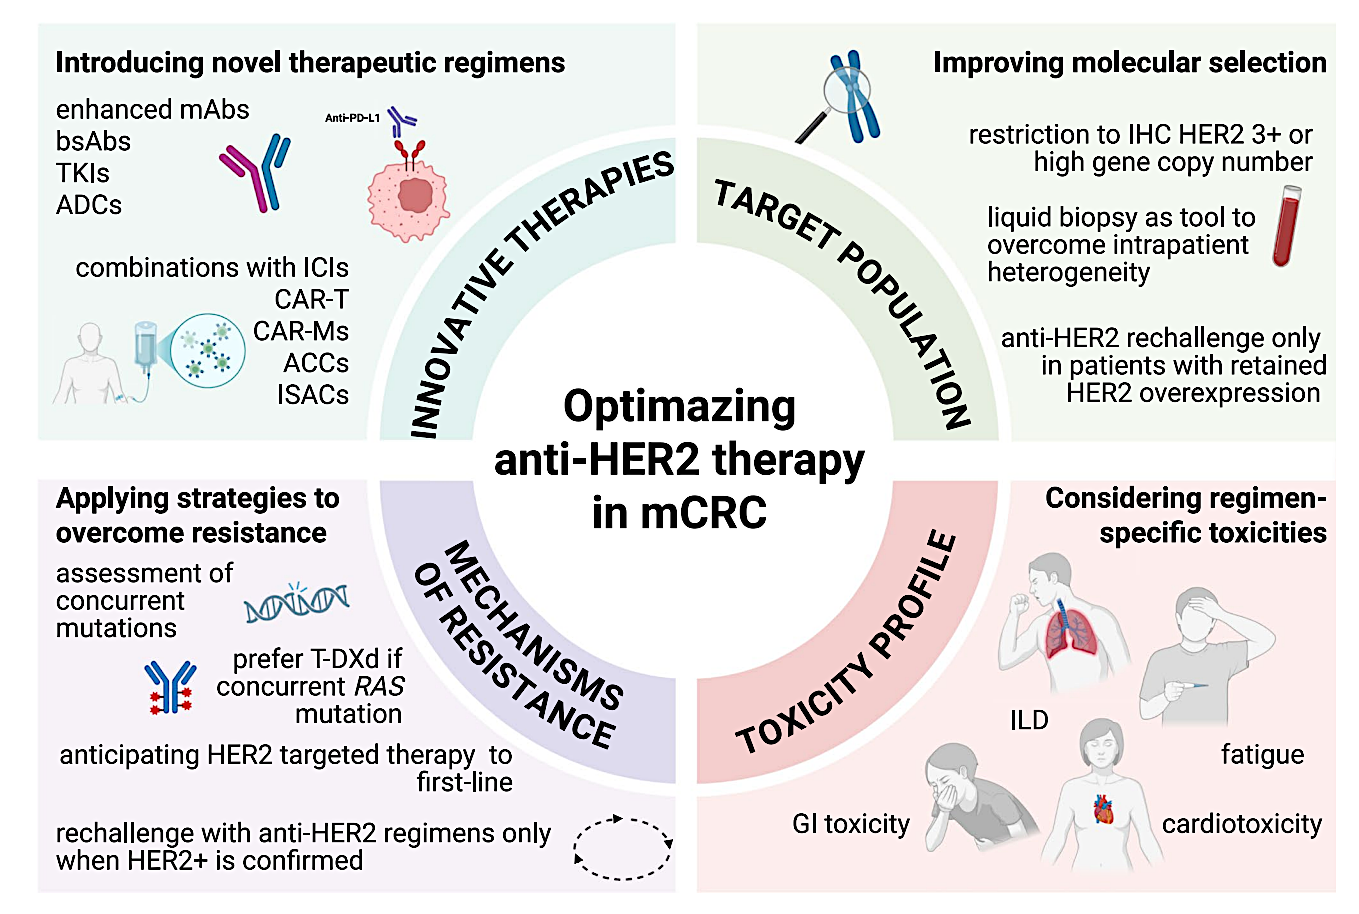 Introducing novel therapeutic regimens
enhanced mAbs
bsAbs
TKIs
ADCs
Anti-PD-L1
combinations with ICIs
CAR-T
CAR-Ms
ACCs
ISACs
INNOVATIVE THERAPIES
Improving molecular selection
restriction to IHC HER2 3+ or
high gene copy number
liquid biopsy as tool to
overcome intrapatient
heterogeneity
anti-HER2 rechallenge only
in patients with retained
HER2 overexpression
TARGET POPULATION
Optimazing
anti-HER2 therapy
in mCRC
Applying strategies to
overcome resistance
assessment of
concurrent
mutations
prefer T-DXd if
concurrent RAS
mutation
anticipating HER2 targeted therapy to
first-line
rechallenge with anti-HER2 regimens only
when HER2+ is confirmed
MECHANISMS
OF RESISTANCE
Considering regimen-
specific toxicities
ILD
fatigue
GI toxicity
cardiotoxicity
TOXICITY PROFILE